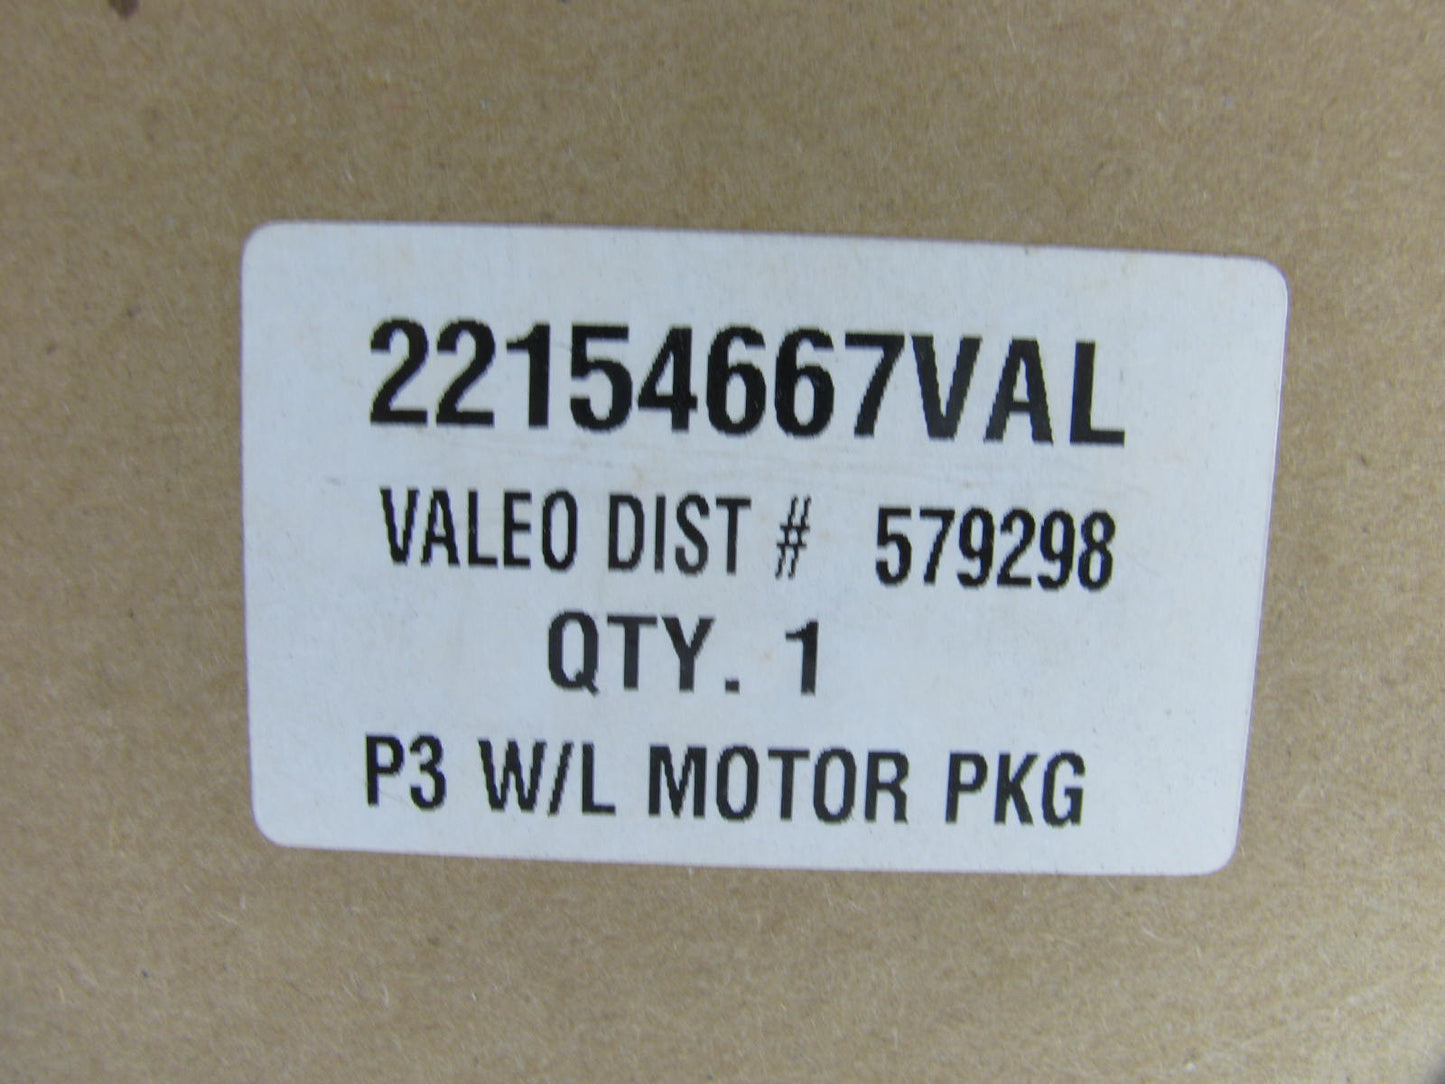 22154667VAL
VALEO DIST # 579298
QTY. 1
P3 W/L MOTOR PKG